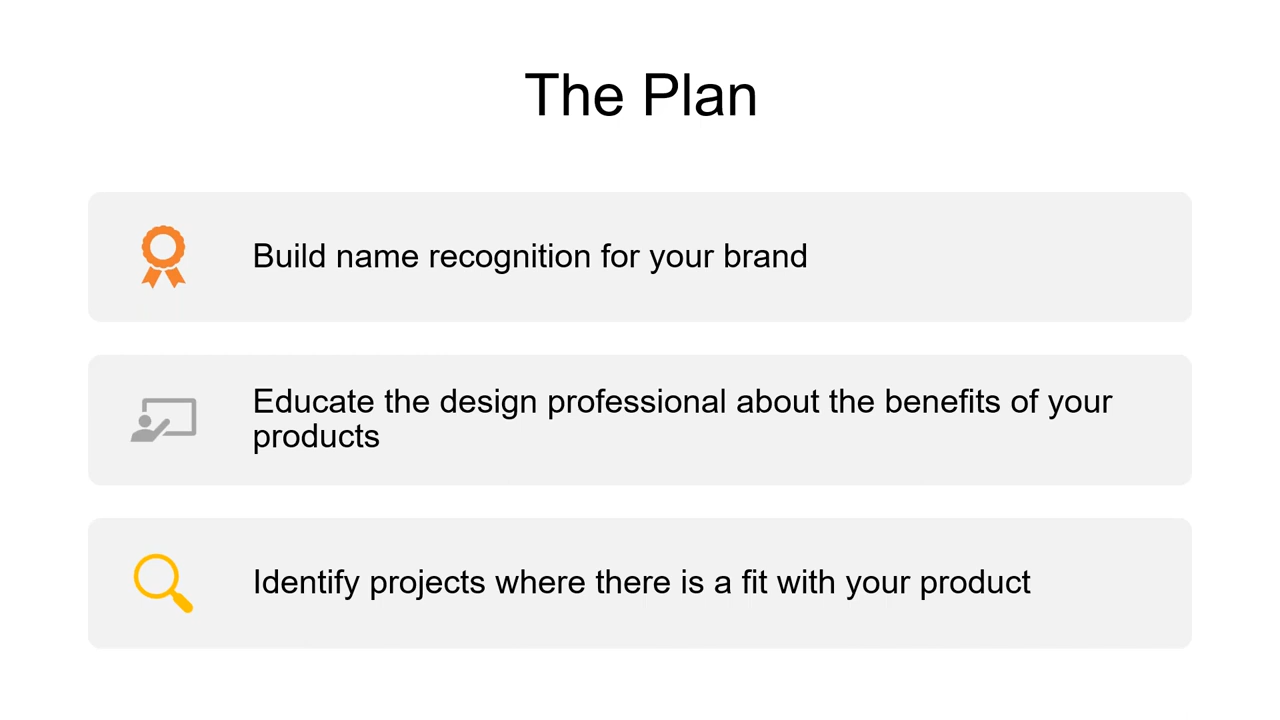 The Plan
Build name recognition for your brand
Educate the design professional about the benefits of your
products
Identify projects where there is a fit with your product